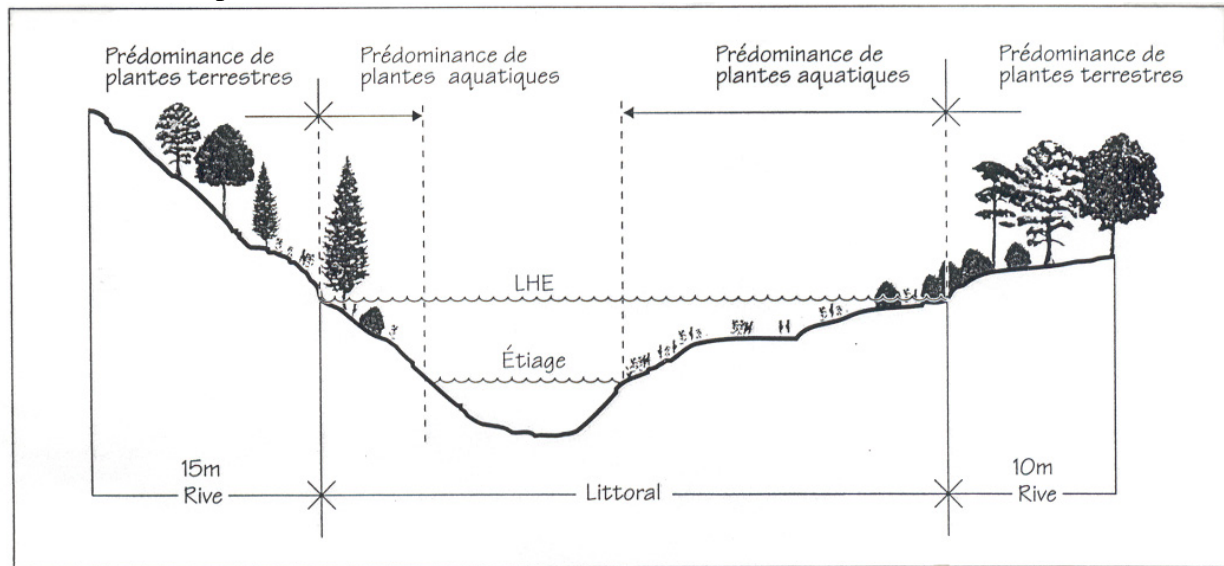 Prédominance de
plantes terrestres
Prédominance de
plantes aquatiques
Prédominance de
plantes aquatiques
Prédominance de
plantes terrestres
LHE
Étiage
15m
Rive
Littoral
10m
Rive